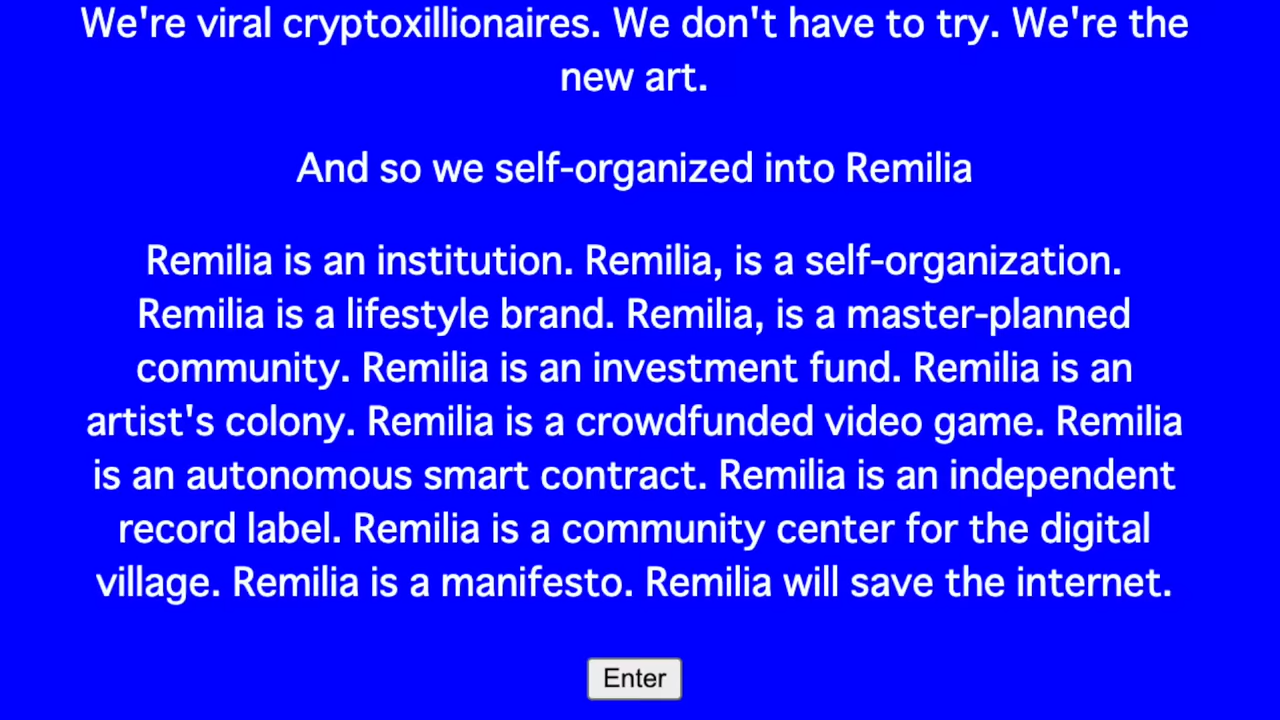 We're viral cryptoxillionaires. We don't have to try. We're the
new art.
And so we self-organized into Remilia
Remilia is an institution. Remilia, is a self-organization.
Remilia is a lifestyle brand. Remilia, is a master-planned
community. Remilia is an investment fund. Remilia is an
artist's colony. Remilia is a crowdfunded video game. Remilia
is an autonomous smart contract. Remilia is an independent
record label. Remilia is a community center for the digital
village. Remilia is a manifesto. Remilia will save the internet.
Enter